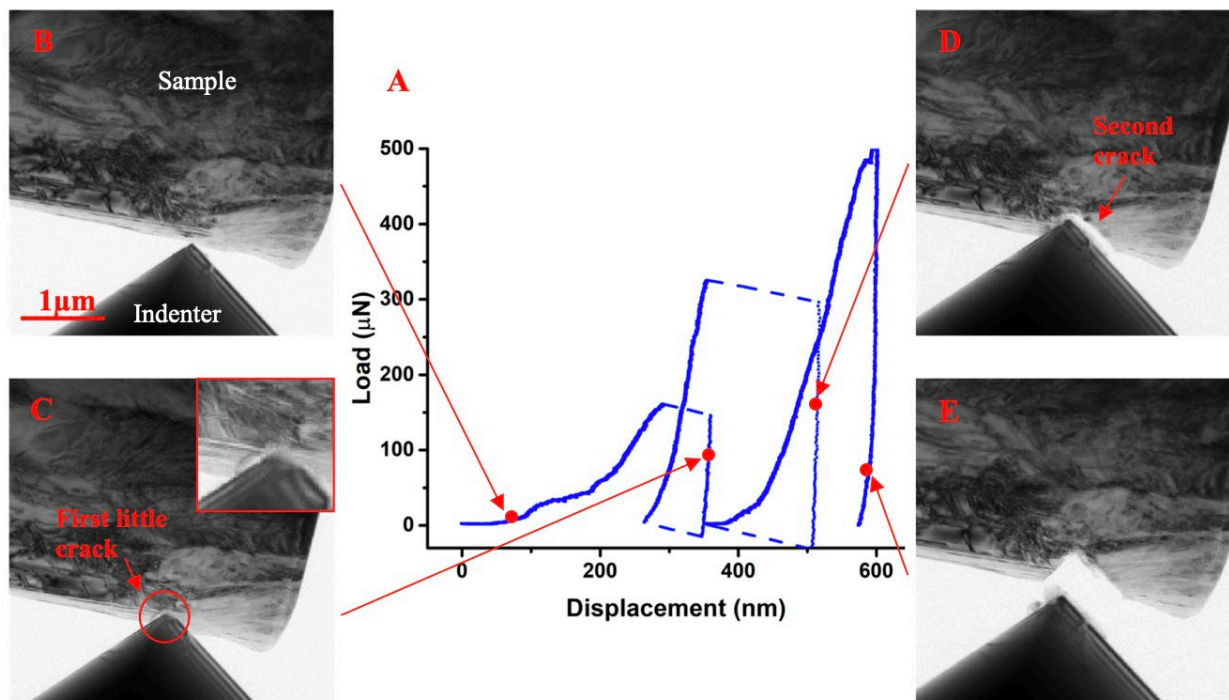 B
Sample
1μm
Indenter
A
500
400
300
200
100
0
Load (μN)
0
200
400
600
Displacement (nm)
D
Second
crack
C
First little
crack
E